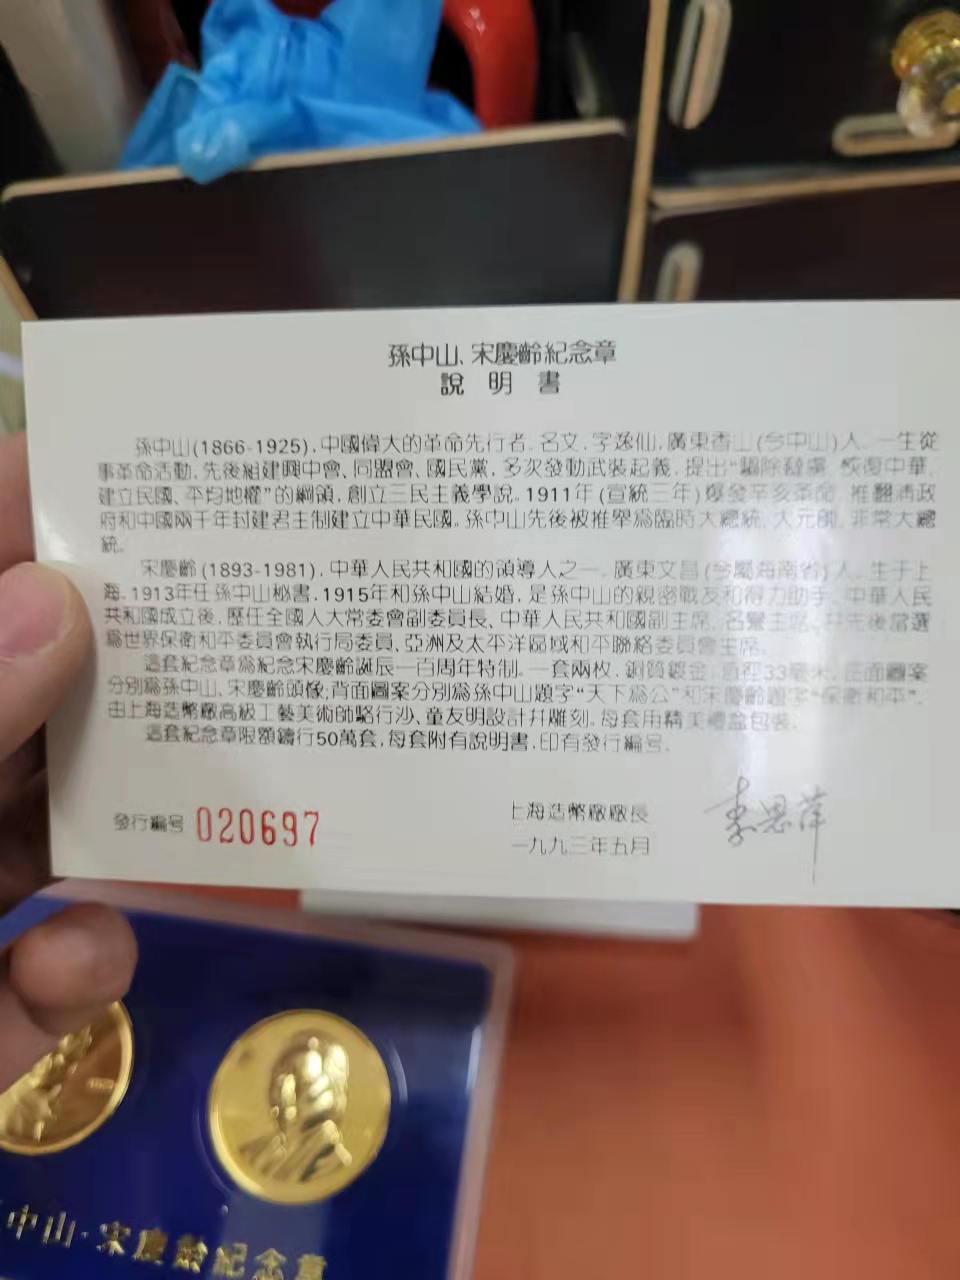 孫中山、宋慶齡紀念章
說 明 書
孫中山(1866-1925),中國偉大的革命先行者。名文,字逸仙,廣東香山(今中山)人。一生從
事革命活動,先後組建興中會、同盟會、國民黨,多次發動武裝起義,提出“驅除韃虜、恢復中華、
建立民國、平均地權”的綱領,創立三民主義學說。1911年(宣統三年)爆發辛亥革命,推翻清政
府和中國兩千年封建君主制建立中華民國。孫中山先後被推舉為臨時大總統、大元帥、非常大總
統。
宋慶齡(1893-1981),中華人民共和國的領導人之一,廣東文昌(今屬海南省)人,生于上
海,1913年任孫中山秘書,1915年和孫中山結婚,是孫中山的親密戰友和得力助手,中華人民
共和國成立後,歷任全國人大常委會副委員長、中華人民共和國副主席、名譽主席,并先後當選
為世界保衛和平委員會執行局委員、亞洲及太平洋區域和平聯絡委員會主席。
這套紀念章為紀念宋慶齡誕辰一百周年特制。一套兩枚,銅質鍍金,直徑33毫米,正面圖案
分別為孫中山、宋慶齡頭像;背面圖案分別為孫中山題字“天下為公”和宋慶齡題字“保衛和平”,
由上海造幣廠高級工藝美術師駱行沙、童友明設計幷雕刻。每套用精美禮盒包裝。
這套紀念章限額鑄行50萬套,每套附有說明書,印有發行編号。
發行編号 020697
上海造幣廠廠長
一九九三年五月
中山·宋慶齡紀念章